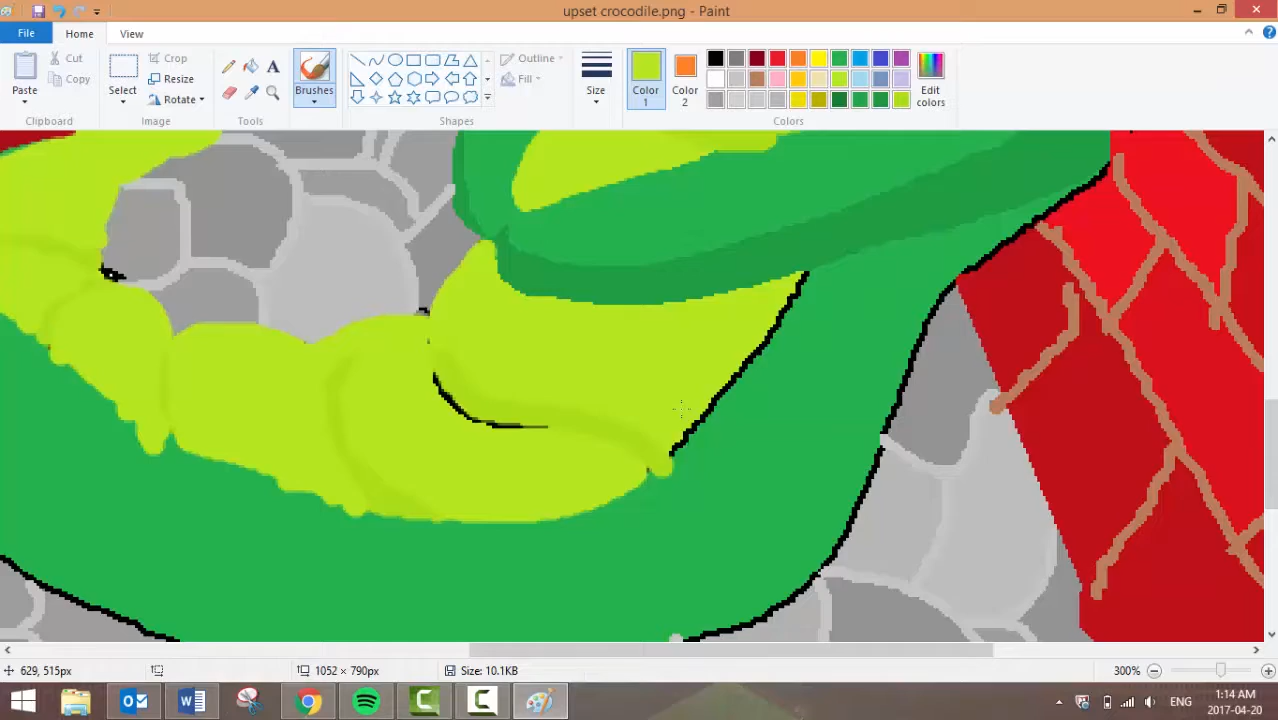 upset crocodile.png - Paint
File Home View
Paste Cut Copy Clipboard
Select Crop Resize Rotate Image
Tools
Brushes
Outline Fill Shapes
Size
Color 1 Color 2 Edit colors Colors
629, 515px 1052 × 790px Size: 10.1KB 300%
ENG 1:14 AM
2017-04-20